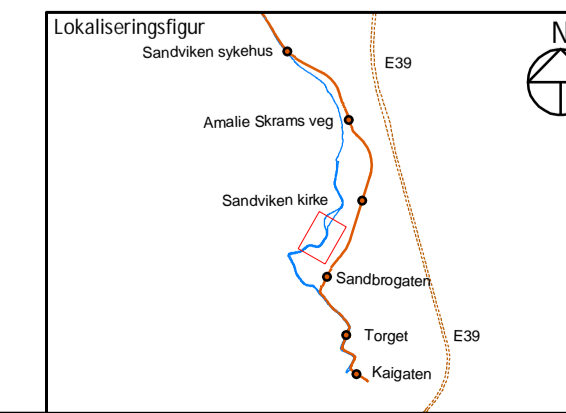 Lokaliseringsfigur
N
Sandviken sykehus
E39
Amalie Skrams veg
Sandviken kirke
Sandbrogaten
Torget
E39
Kaigaten